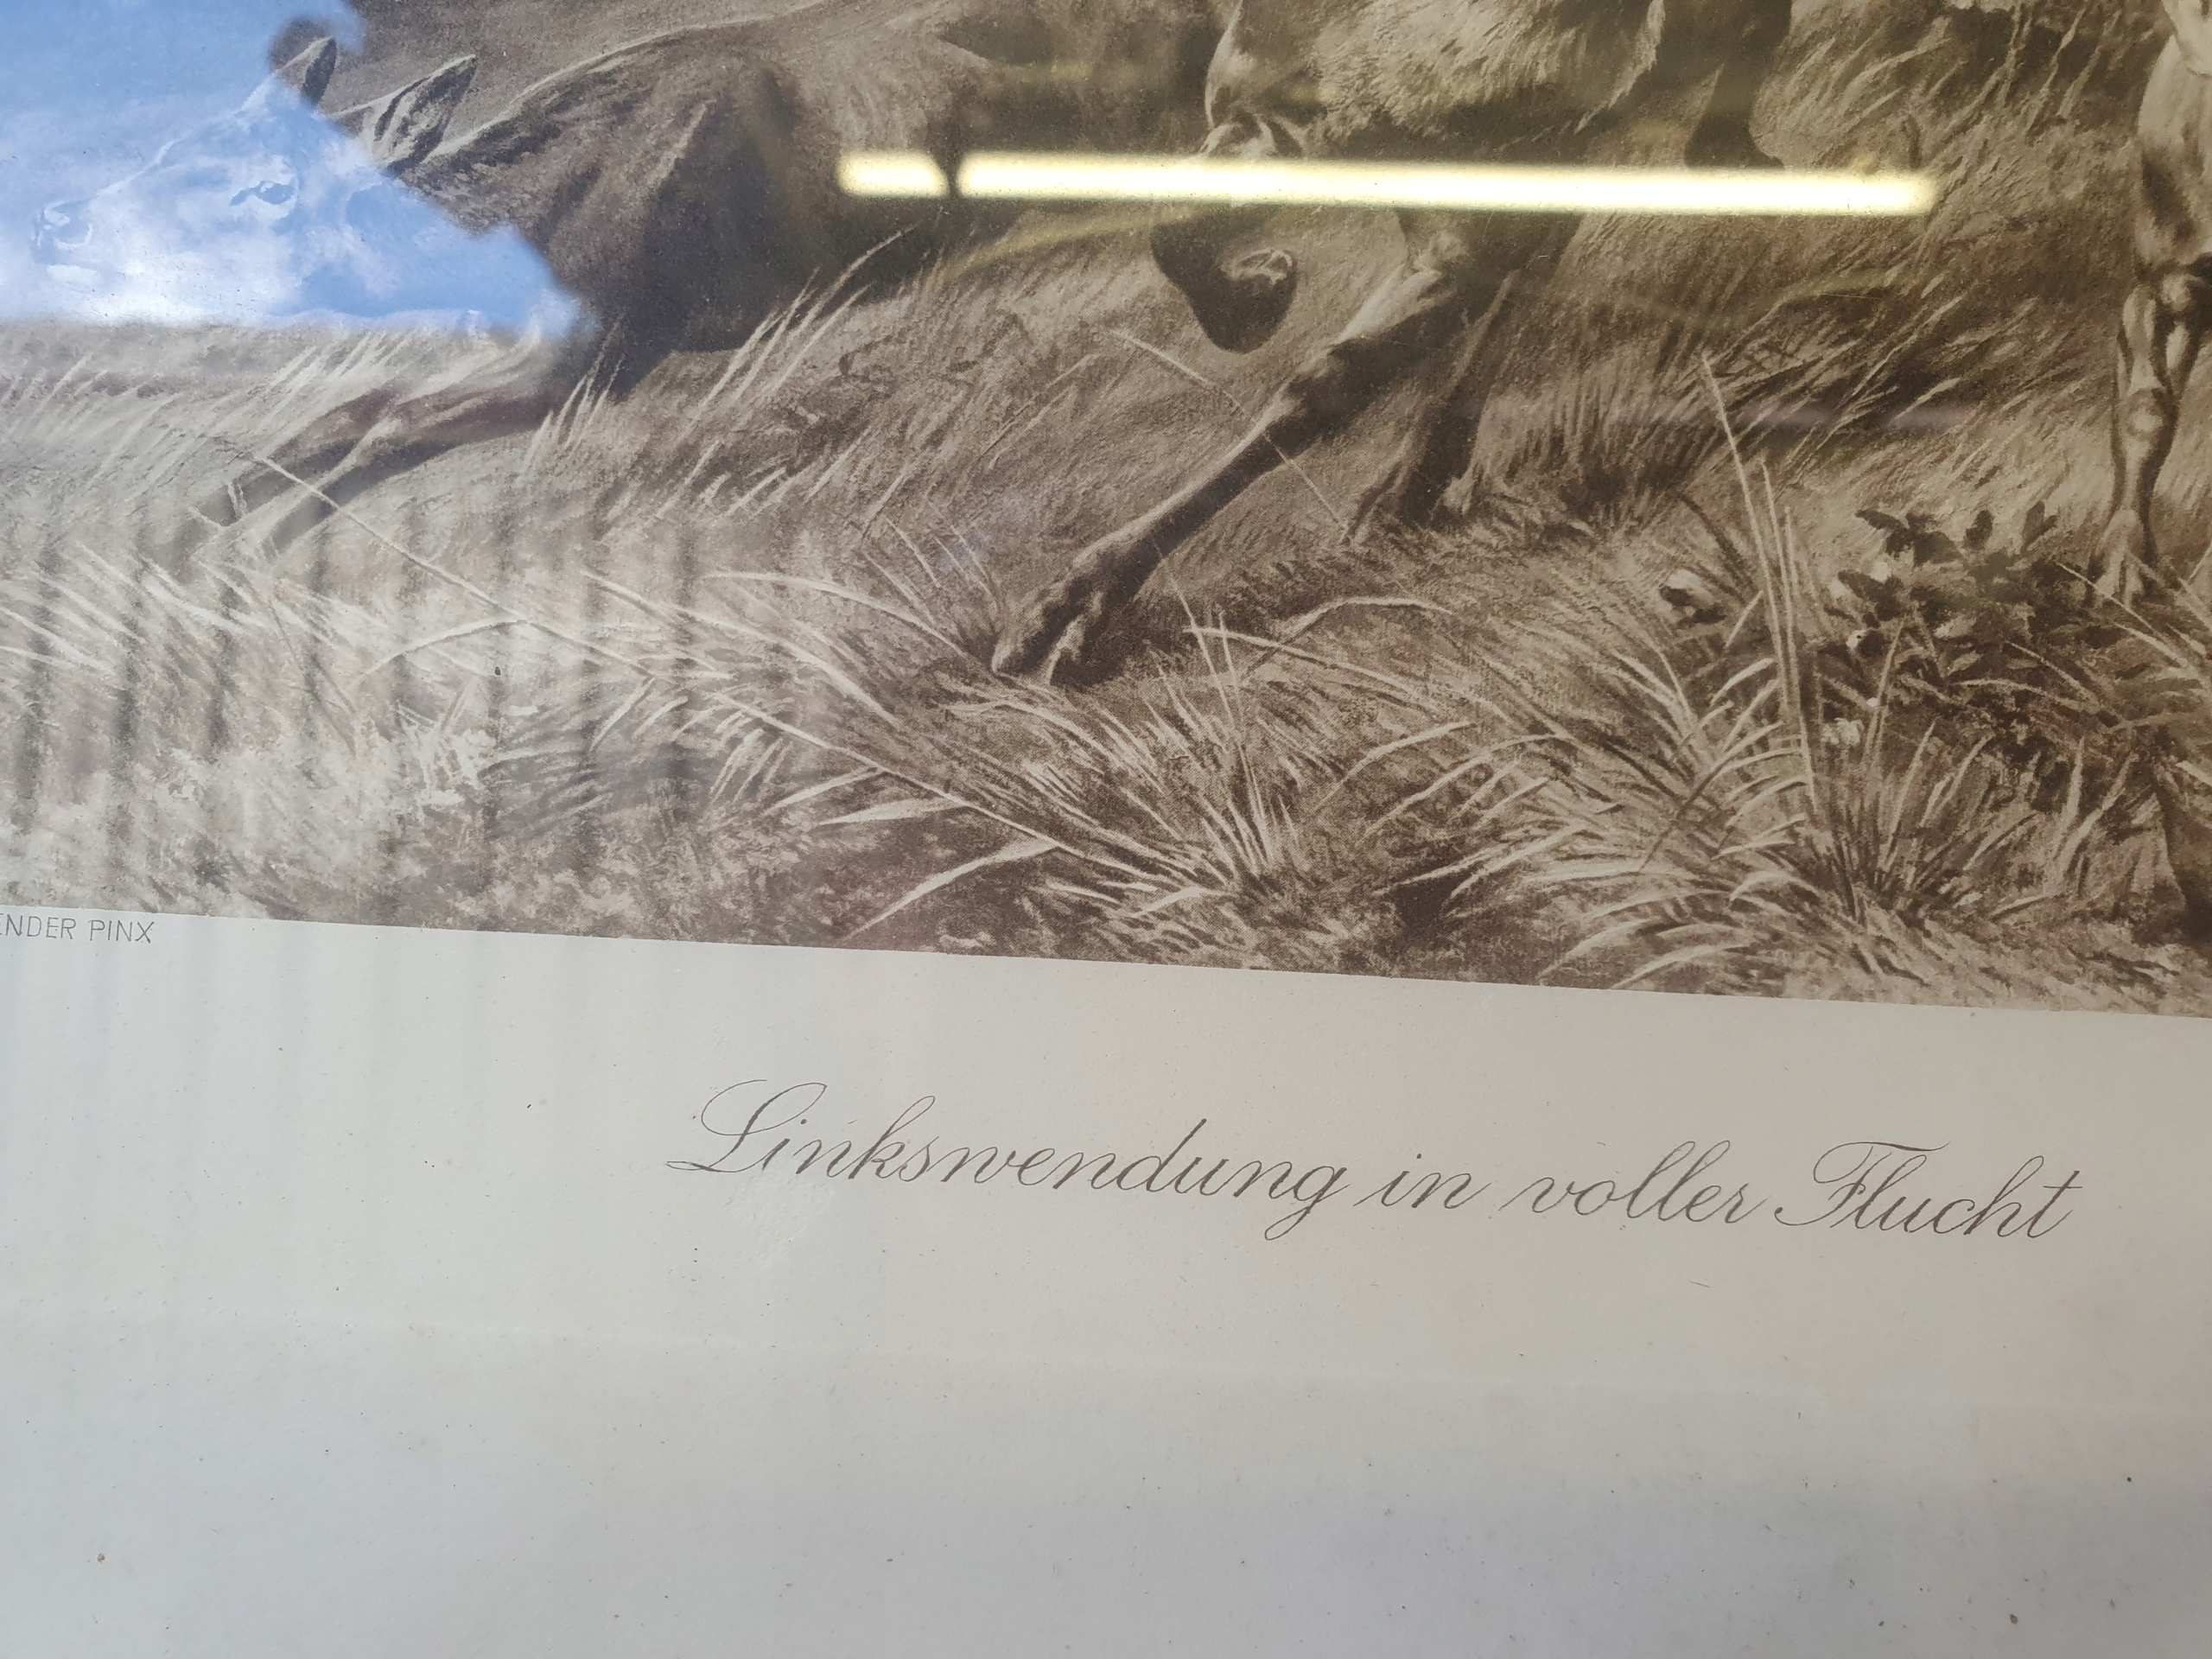 ENDER PINX
Linkswendung in voller Flucht